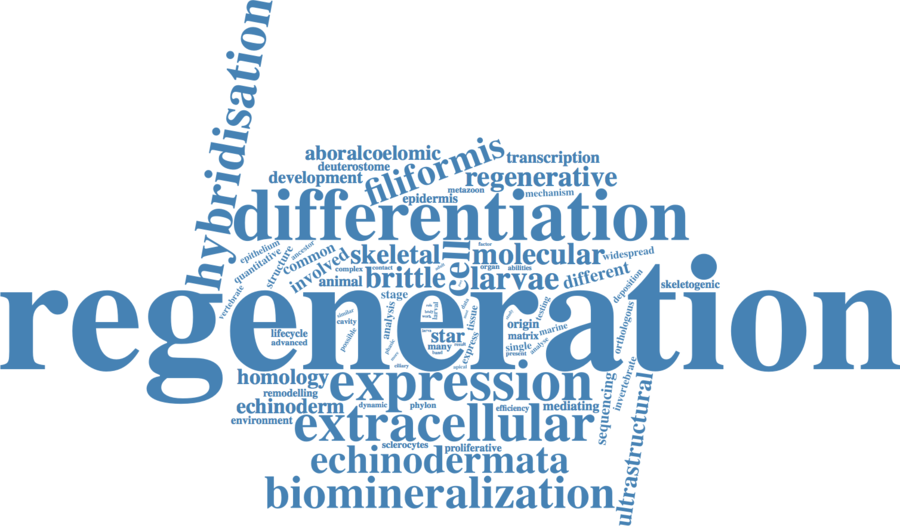 hybridisation
aboralcoelomic
transcription
deuterostome
development
filiformis
regenerative
metazoon
mechanism
epidermis
differentiation
epithelium
ancestor
quantitative
structure
common
involved
skeletal
cell
factor
molecular
widespread
complex
contact
organ
abilities
animal
brittle
larvae
different
deposition
skeletogenic
vertebrate
regeneration
stage
analysis
tissue
testing
orthologous
similar
cavity
possible
lifecycle
advanced
star
many
express
origin
matrix
marine
single
present
analyse
homology
expression
remodelling
echinoderm
dynamic
phylon
efficiency
mediating
sequencing
invertebrate
ultrastructural
environment
extracellular
sclerocytes
proliferative
echinodermata
biomineralization